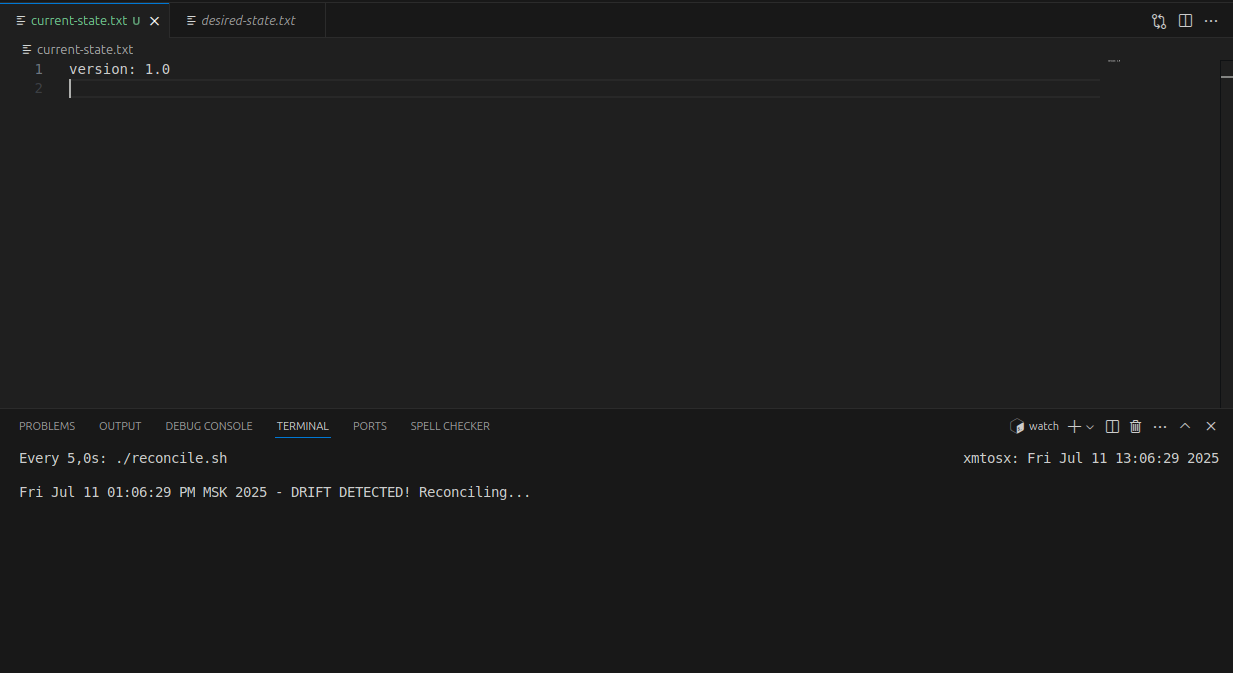 current-state.txt U
desired-state.txt
current-state.txt
1 version: 1.0
2
PROBLEMS OUTPUT DEBUG CONSOLE TERMINAL PORTS SPELL CHECKER watch
Every 5,0s: ./reconcile.sh xmtosx: Fri Jul 11 13:06:29 2025
Fri Jul 11 01:06:29 PM MSK 2025 - DRIFT DETECTED! Reconciling...